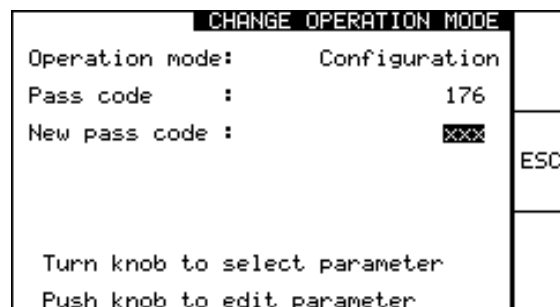 CHANGE OPERATION MODE
Operation mode: Configuration
Pass code : 176
New pass code : xxx
ESC
Turn knob to select parameter
Push knob to edit parameter